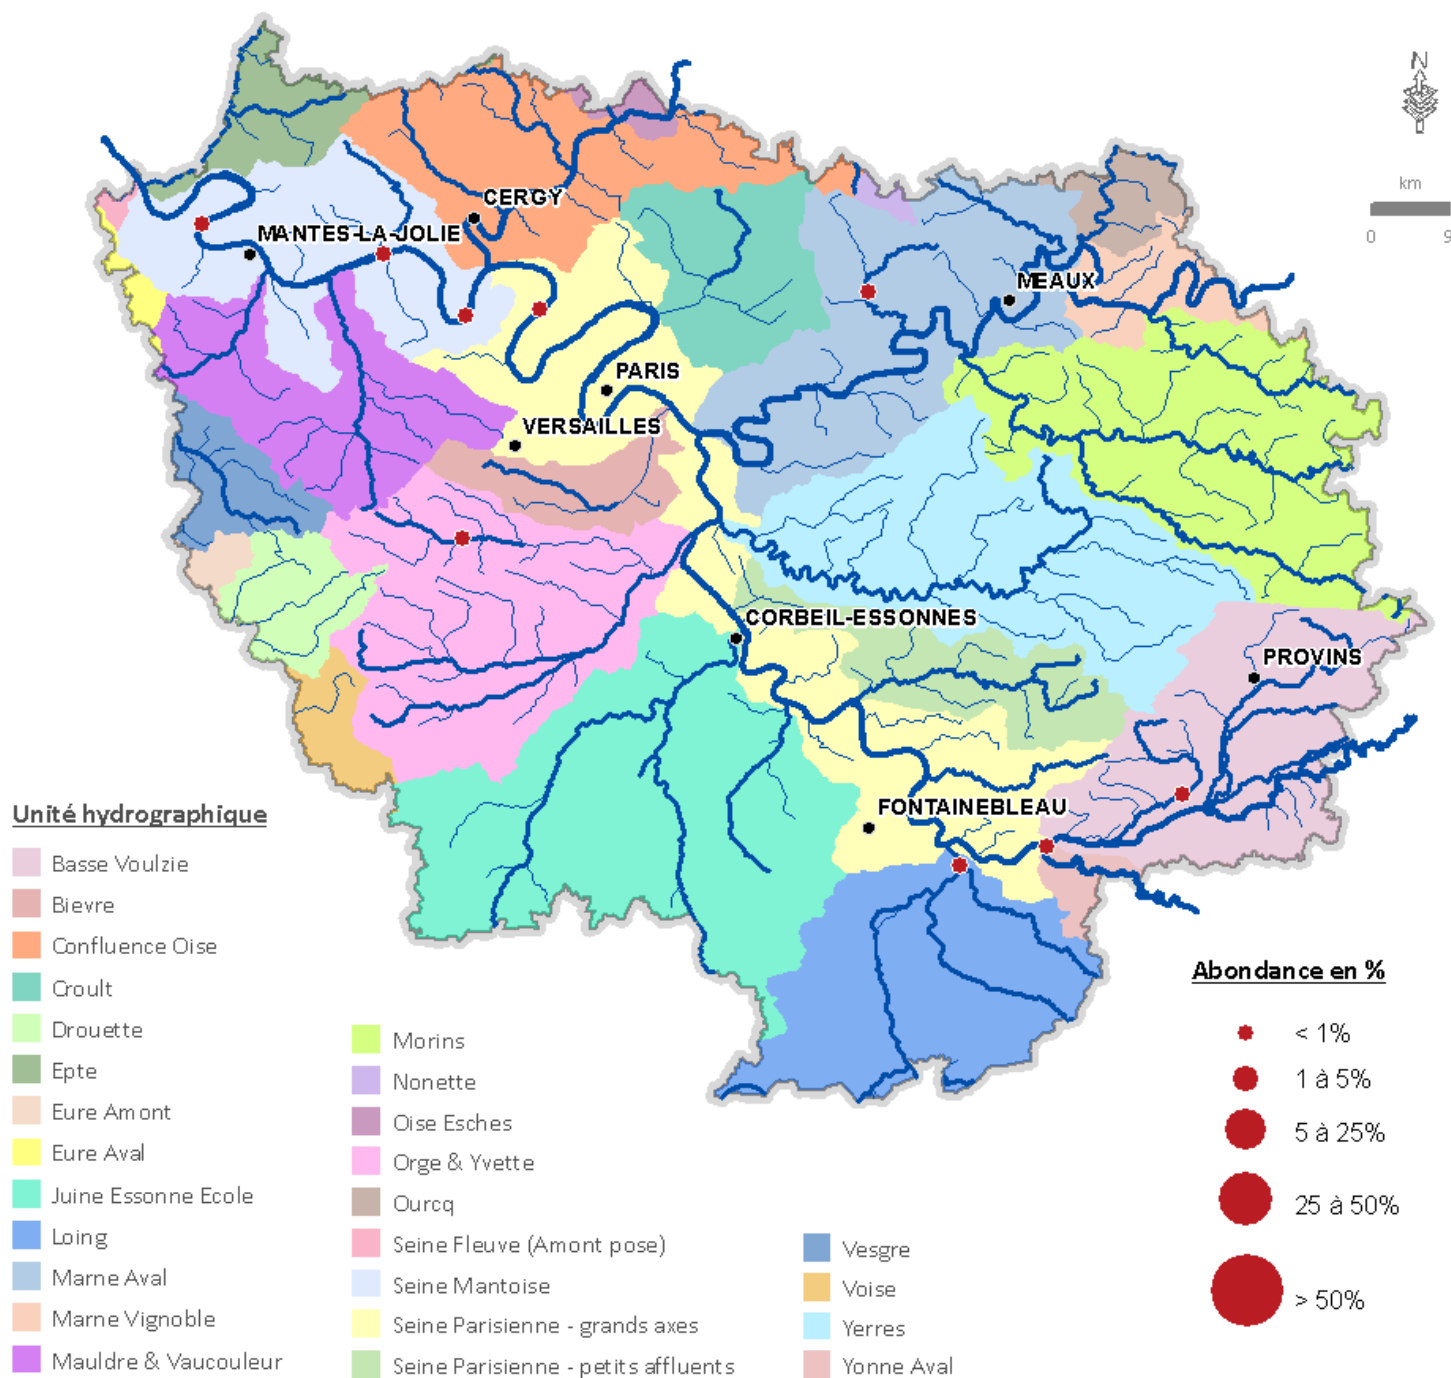 N
km
0 9
CERGY
MANTES-LA-JOLIE
MEAUX
PARIS
VERSAILLES
CORBEIL-ESSONNES
PROVINS
FONTAINEBLEAU
Unité hydrographique
Basse Voulzie
Bievre
Confluence Oise
Croult
Drouette
Epte
Eure Amont
Eure Aval
Juine Essonne Ecole
Loing
Marne Aval
Marne Vignoble
Mauldre & Vaucouleur
Morins
Nonette
Oise Esches
Orge & Yvette
Ourcq
Seine Fleuve (Amont pose)
Seine Mantoise
Seine Parisienne - grands axes
Seine Parisienne - petits affluents
Vesgre
Voise
Yerres
Yonne Aval
Abondance en %
< 1%
1 à 5%
5 à 25%
25 à 50%
> 50%